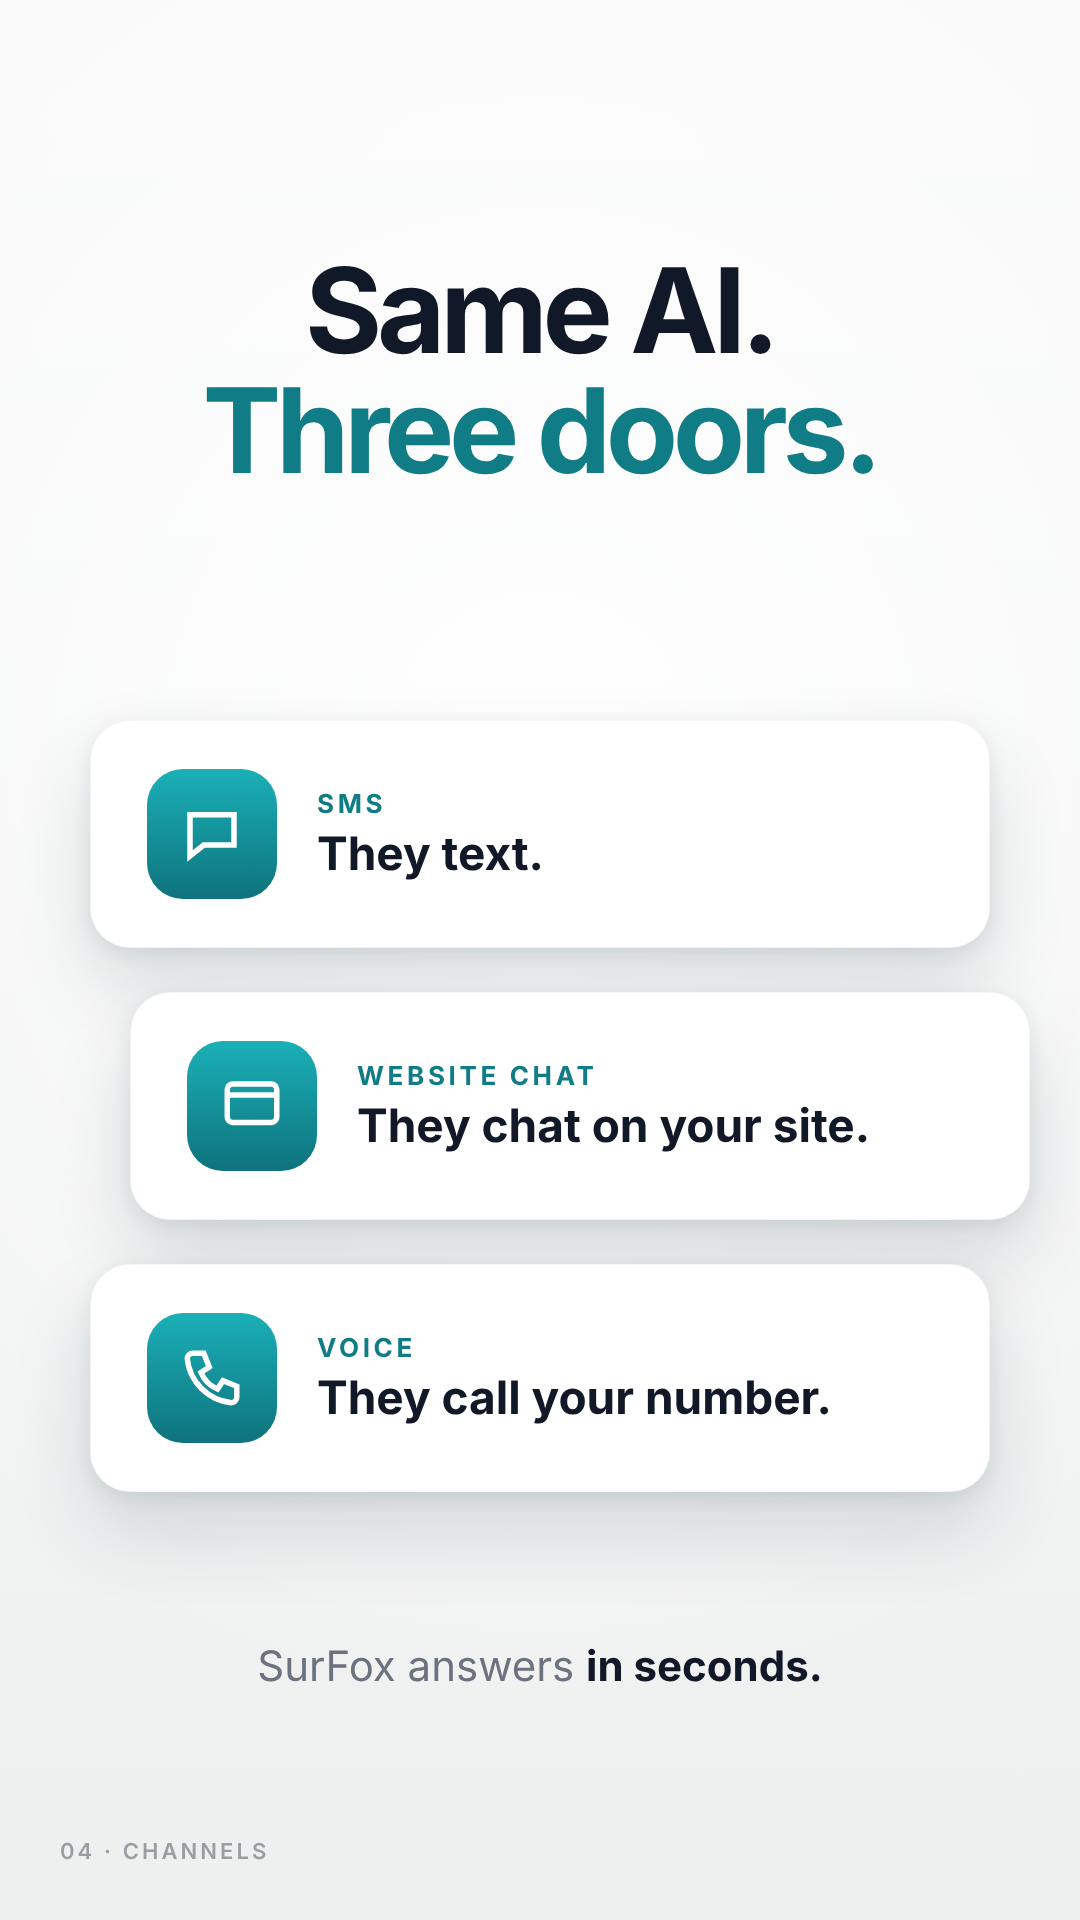 Same AI.
Three doors.
SMS
They text.
WEBSITE CHAT
They chat on your site.
VOICE
They call your number.
SurFox answers in seconds.
04 · CHANNELS